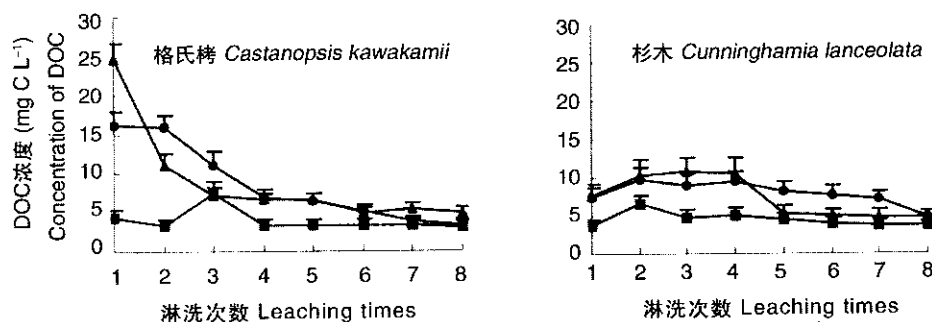 DOC浓度 (mg C L⁻¹)
Concentration of DOC
30
25
20
15
10
5
0
格氏栲 Castanopsis kawakamii
1 2 3 4 5 6 7 8
淋洗次数 Leaching times
30
25
20
15
10
5
0
杉木 Cunninghamia lanceolata
1 2 3 4 5 6 7 8
淋洗次数 Leaching times